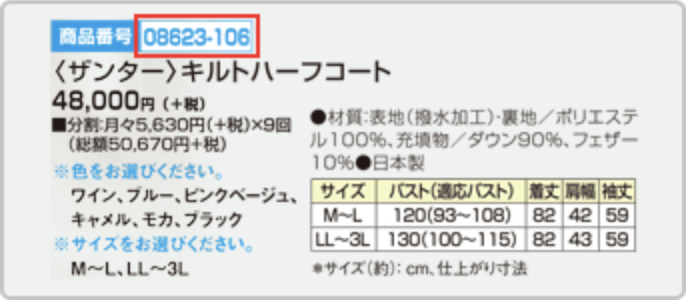 商品番号 08623-106
〈ザンター〉キルトハーフコート
48,000円（+税）
■分割:月々5,630円(+税)×9回
(総額50,670円+税)
※色をお選びください。
ワイン、ブルー、ピンクベージュ、
キャメル、モカ、ブラック
※サイズをお選びください。
M〜L、LL〜3L
●材質:表地(撥水加工)・裏地／ポリエステ
ル100%、充填物／ダウン90%、フェザー
10%●日本製
サイズ バスト(適応バスト) 着丈 肩幅 袖丈
M〜L 120(93〜108) 82 42 59
LL〜3L 130(100〜115) 82 43 59
*サイズ(約):cm、仕上がり寸法